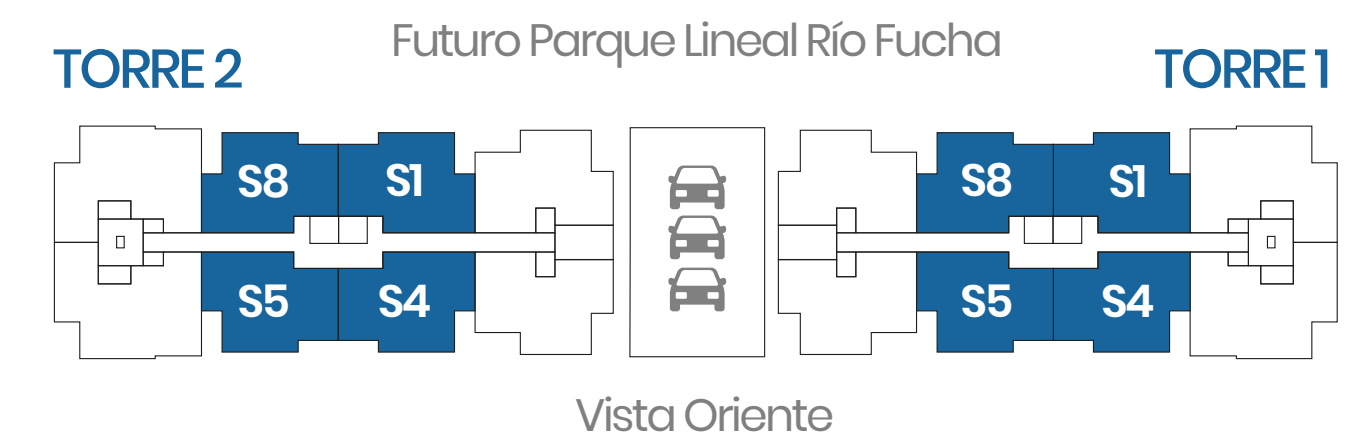 Futuro Parque Lineal Río Fucha
TORRE 2
TORRE 1
S8 S1 S8 S1
S5 S4 S5 S4
Vista Oriente